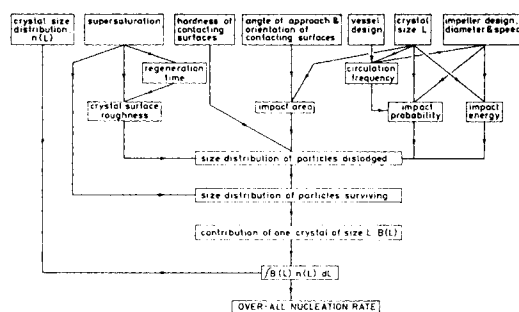 crystal size
distribution
n(L)
supersaturation
hardness of
contacting
surfaces
angle of approach &
orientation of
contacting surfaces
vessel
design
crystal
size L
impeller design,
diameter & speed
regeneration
time
circulation
frequency
crystal surface
roughness
impact area
impact
probability
impact
energy
size distribution of particles dislodged
size distribution of particles surviving
contribution of one crystal of size L B(L)
∫B(L) n(L) dL
OVER-ALL NUCLEATION RATE